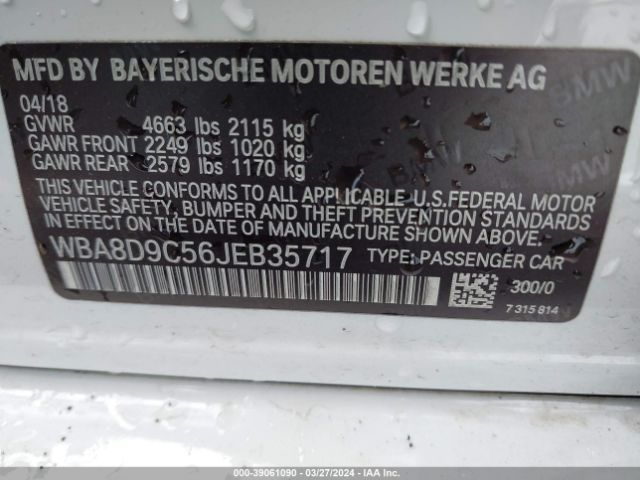 MFD BY BAYERISCHE MOTOREN WERKE AG
04/18
GVWR 4663 lbs 2115 kg
GAWR FRONT 2249 lbs 1020 kg
GAWR REAR 2579 lbs 1170 kg
THIS VEHICLE CONFORMS TO ALL APPLICABLE U.S.FEDERAL MOTOR
VEHICLE SAFETY, BUMPER AND THEFT PREVENTION STANDARDS
IN EFFECT ON THE DATE OF MANUFACTURE SHOWN ABOVE.
WBA8D9C56JEB35717 TYPE: PASSENGER CAR
300/0
7 315 814
BMW
BMW
BMW
000-39061090 | 03/27/2024 | IAA Inc.